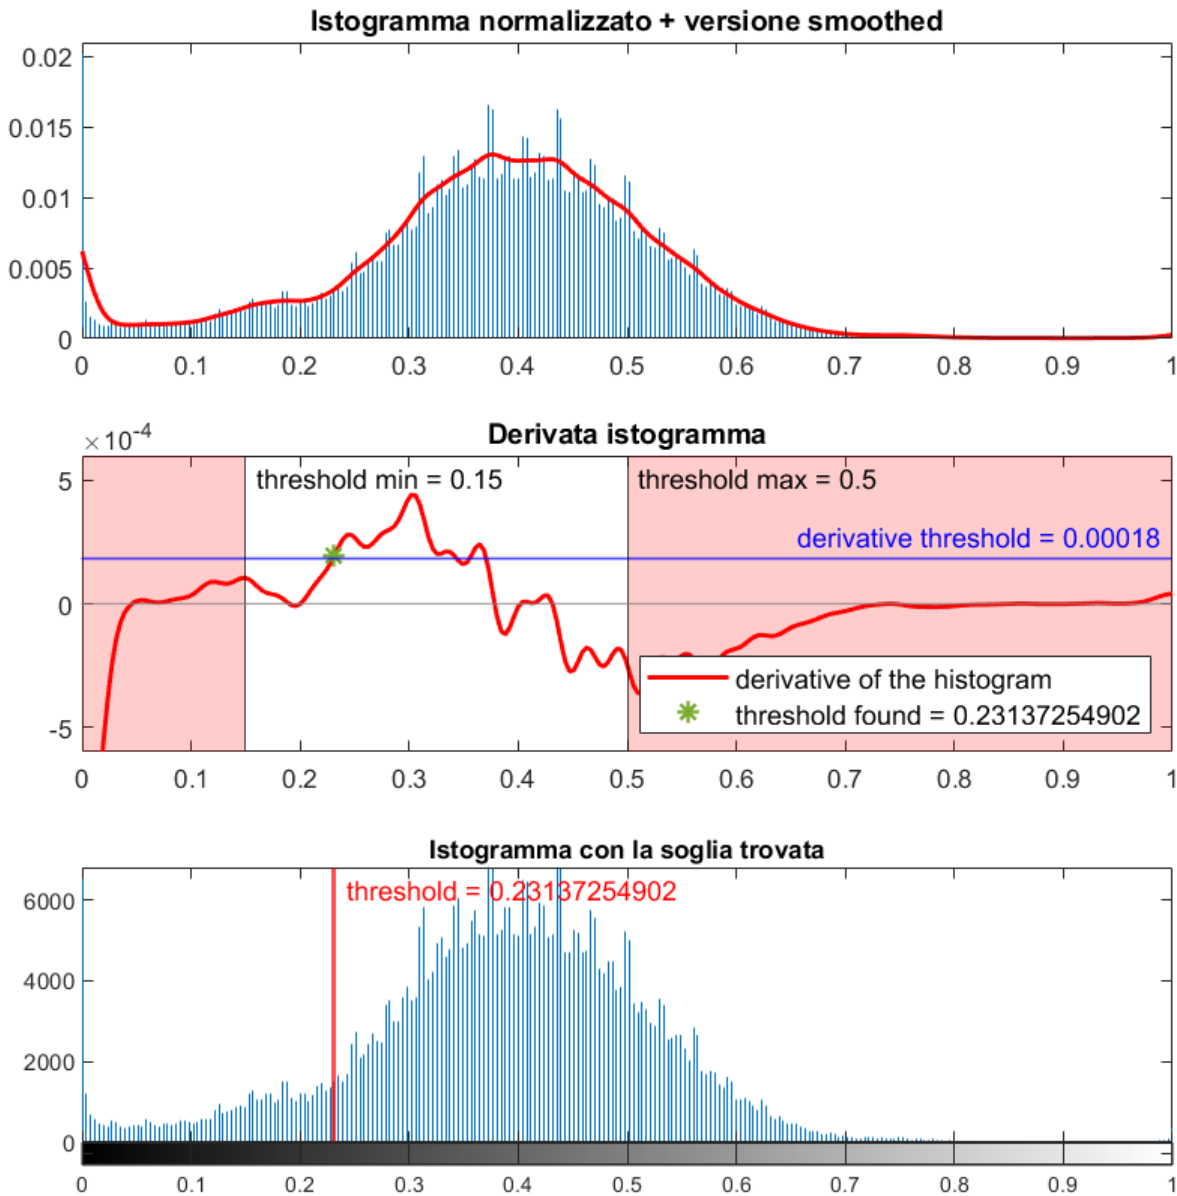 Istogramma normalizzato + versione smoothed
0.02
0.015
0.01
0.005
0
0 0.1 0.2 0.3 0.4 0.5 0.6 0.7 0.8 0.9 1
Derivata istogramma
×10⁻⁴
threshold min = 0.15 threshold max = 0.5
5
derivative threshold = 0.00018
0
derivative of the histogram
threshold found = 0.23137254902
-5
0 0.1 0.2 0.3 0.4 0.5 0.6 0.7 0.8 0.9 1
Istogramma con la soglia trovata
threshold = 0.23137254902
6000
4000
2000
0
0 0.1 0.2 0.3 0.4 0.5 0.6 0.7 0.8 0.9 1